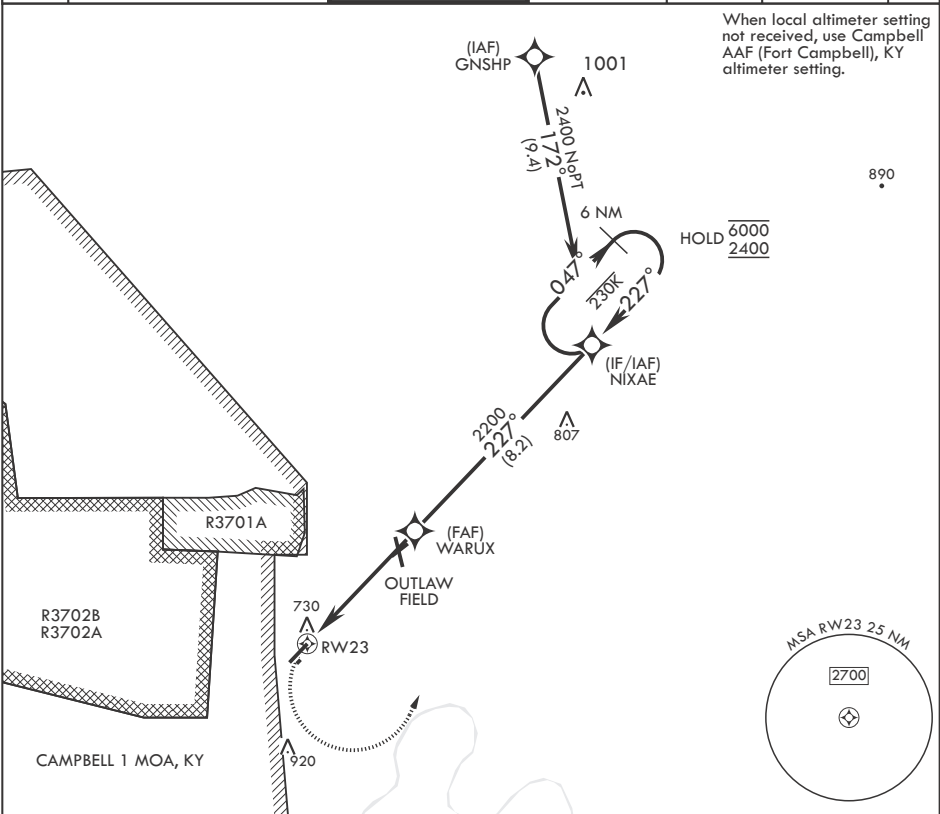 When local altimeter setting
not received, use Campbell
AAF (Fort Campbell), KY
altimeter setting.
(IAF)
GNSHP
1001
2400 NoPT
172°
(9.4)
890
6 NM
HOLD 6000
2400
047°
230K
227°
(IF/IAF)
NIXAE
2200
227°
(8.2)
807
R3701A
(FAF)
WARUX
OUTLAW
FIELD
R3702B
R3702A
730
RW23
MSA RW23 25 NM
2700
CAMPBELL 1 MOA, KY
920